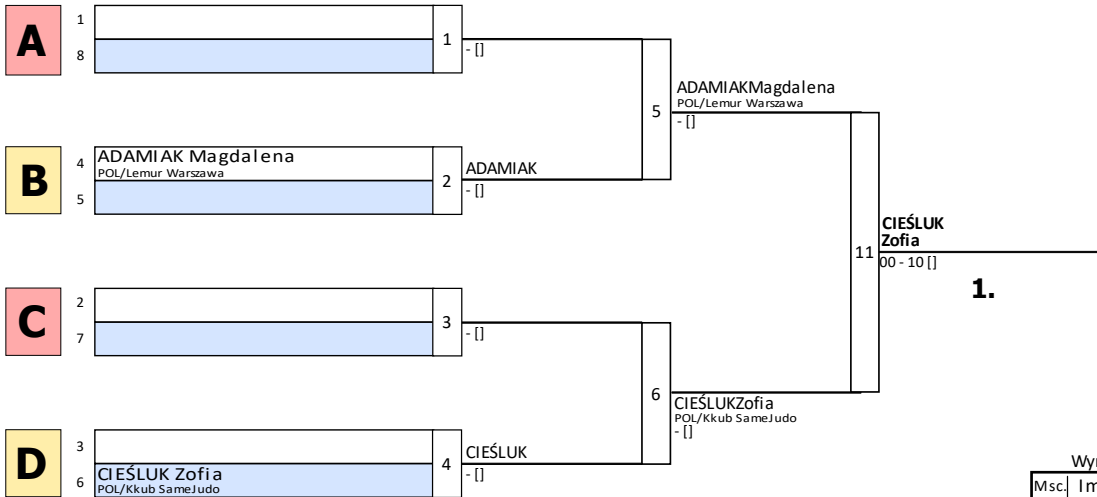 A
1
8
1
- []
B
4
ADAMIAK Magdalena
POL/Lemur Warszawa
5
2
ADAMIAK
- []
5
ADAMIAKMagdalena
POL/Lemur Warszawa
- []
C
2
7
3
- []
D
3
6
CIEŚLUK Zofia
POL/Kkub SameJudo
4
CIEŚLUK
- []
6
CIEŚLUKZofia
POL/Kkub SameJudo
- []
11
CIEŚLUK
Zofia
00 - 10 []
1.
Wyn
Msc. Im